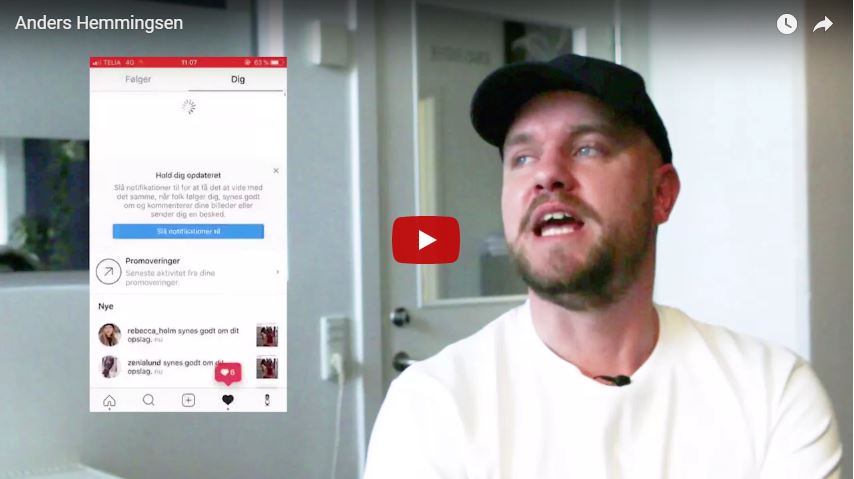 Anders Hemmingsen
TELIA 4G 11.07 63 %
Følger Dig
Hold dig opdateret
Slå notifikationer til for at få det at vide med
det samme, når folk følger dig, synes godt
om og kommenterer dine billeder eller
sender dig en besked.
Slå notifikationer til
Promoveringer
Seneste aktivitet fra dine
promoveringer.
Nye
rebecca_holm synes godt om dit
opslag. nu
zenialund synes godt om dit
opslag. nu
6